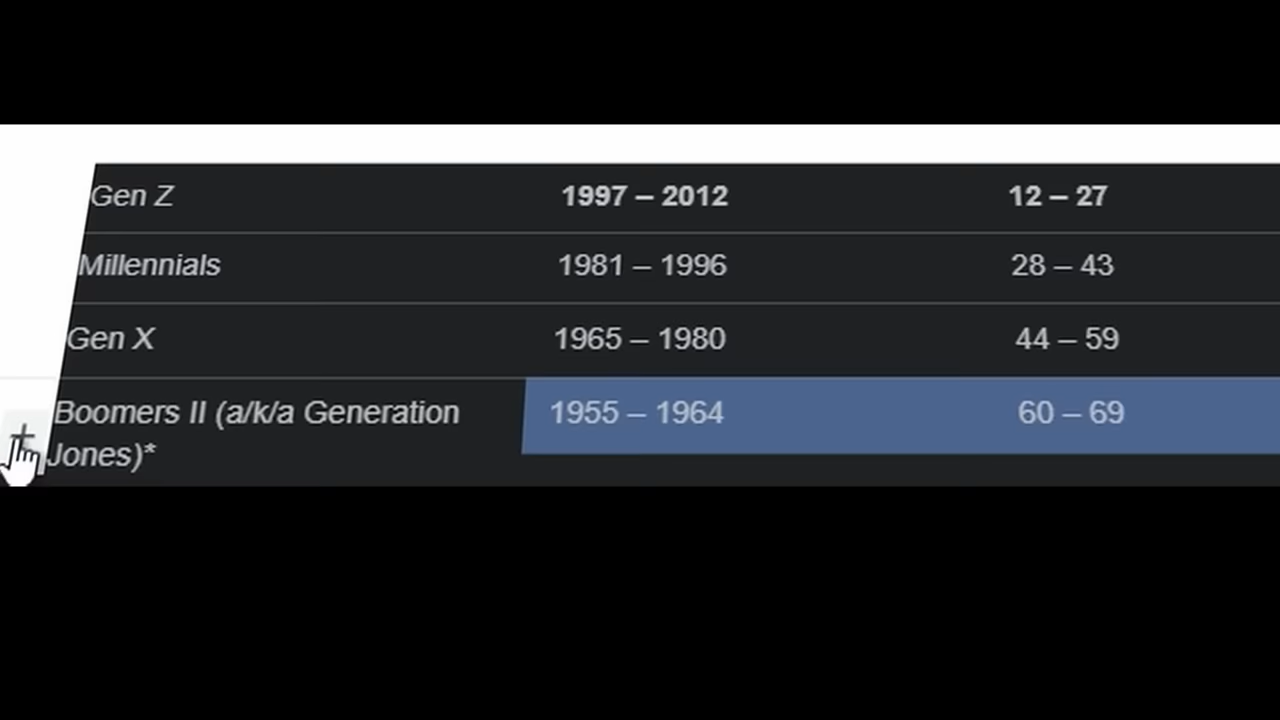 Gen Z 1997 – 2012 12 – 27
Millennials 1981 – 1996 28 – 43
Gen X 1965 – 1980 44 – 59
Boomers II (a/k/a Generation 1955 – 1964 60 – 69
Jones)*